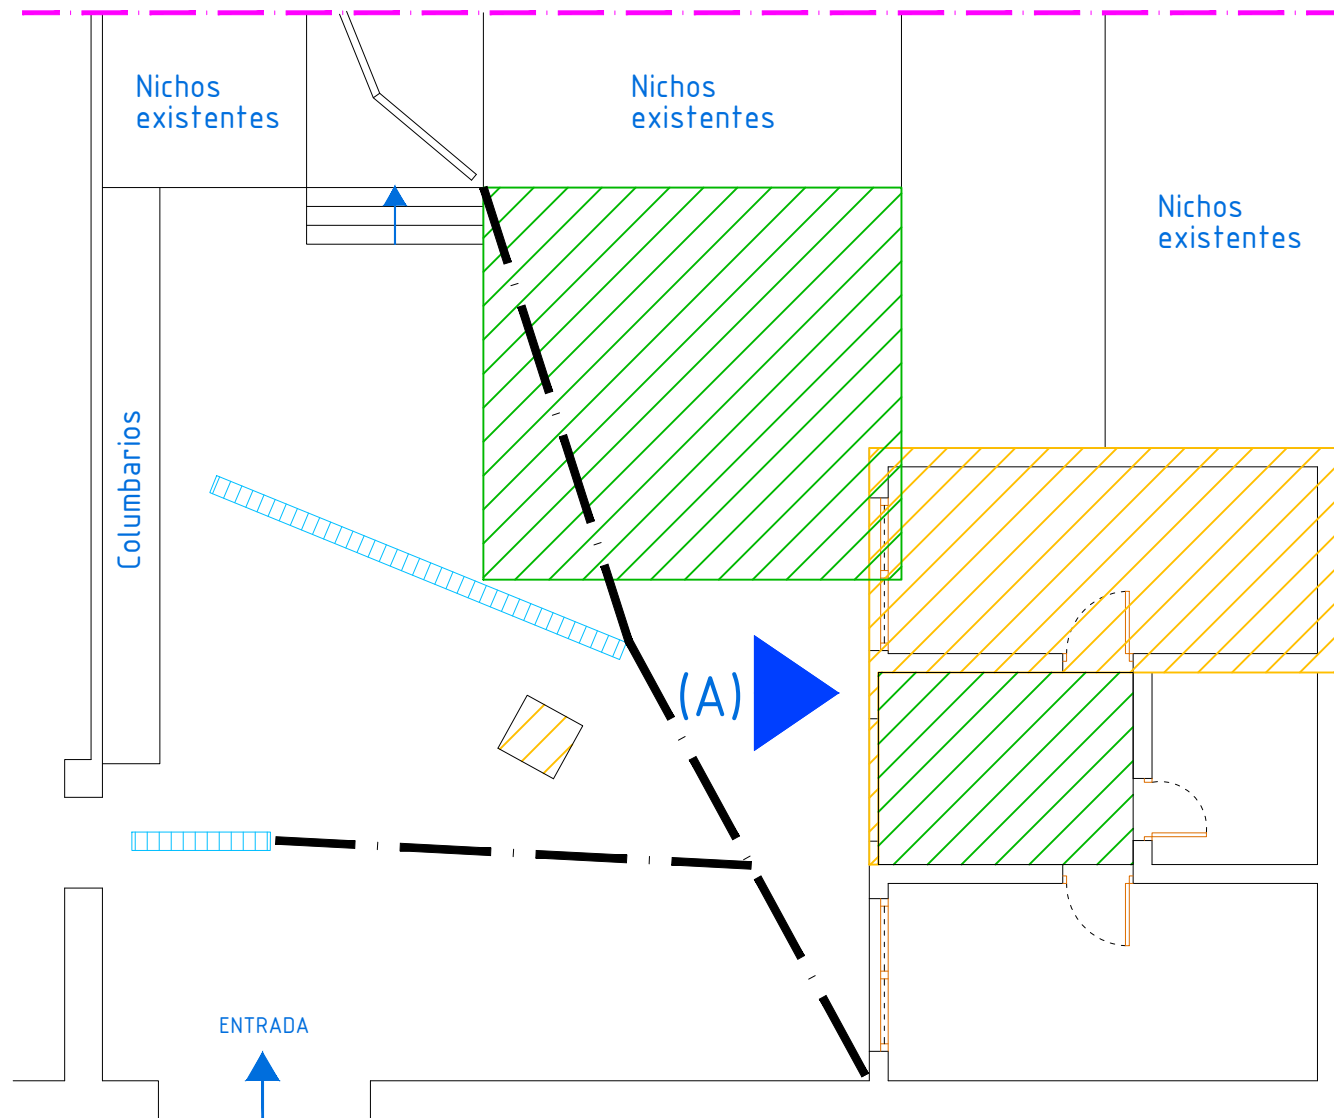 Nichos
existentes
Nichos
existentes
Nichos
existentes
Columbarios
(A)
ENTRADA